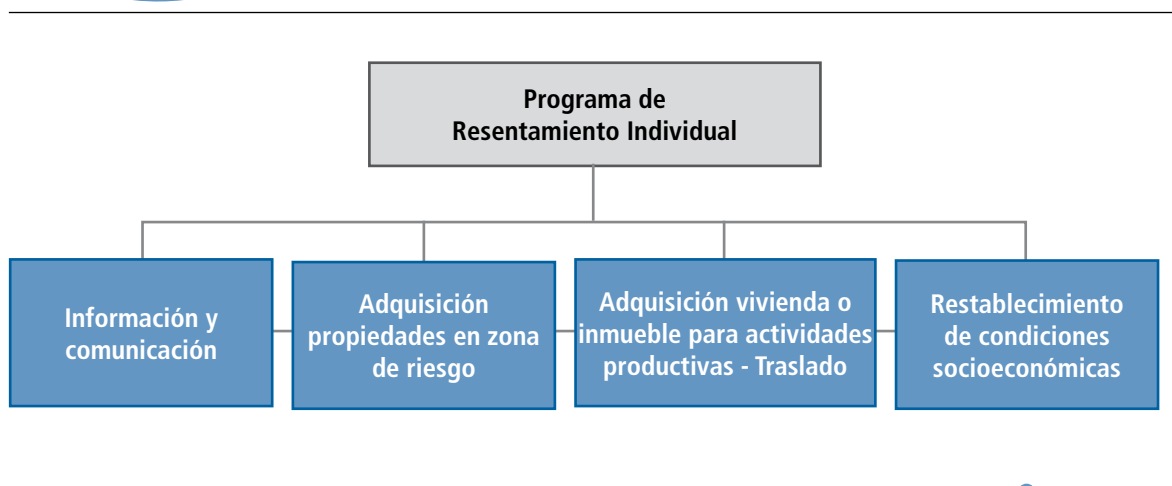 Programa de
Resentamiento Individual
Información y
comunicación
Adquisición
propiedades en zona
de riesgo
Adquisición vivienda o
inmueble para actividades
productivas - Traslado
Restablecimiento
de condiciones
socioeconómicas